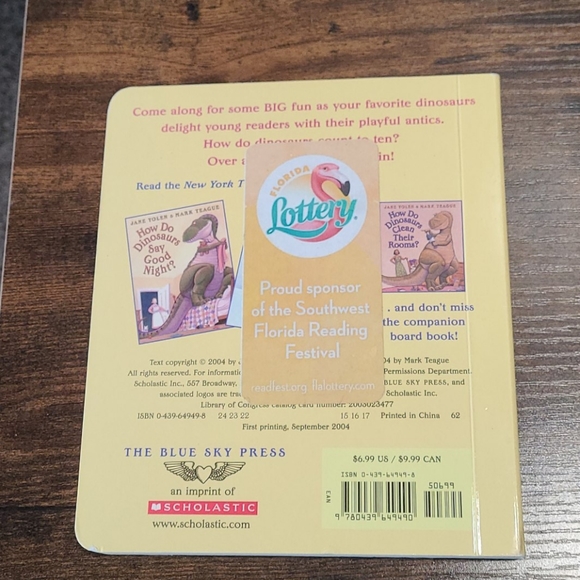 Come along for some BIG fun as your favorite dinosaurs
delight young readers with their playful antics.
How do dinosaurs count to ten?
Over a in!
Read the New York T
JANE YOLEN & MARK TEAGUE
How Do
Dinosaurs
Say
Good
Night?
JANE YOLEN & MARK TEAGUE
How Do
Dinosaurs
Clean
Their
Rooms?
FLORIDA
Lottery
Proud sponsor
of the Southwest
Florida Reading
Festival
readfest.org flalottery.com
. . and don't miss
the companion
board book!
Text copyright © 2004 by J 04 by Mark Teague
All rights reserved. For informatio Permissions Department,
Scholastic Inc., 557 Broadway, BLUE SKY PRESS, and
associated logos are tra Scholastic Inc.
Library of Congress catalog card number: 2003023477
ISBN 0-439-64949-8 24 23 22 15 16 17 Printed in China 62
First printing, September 2004
THE BLUE SKY PRESS
an imprint of
SCHOLASTIC
www.scholastic.com
$6.99 US / $9.99 CAN
ISBN 0-439-64949-8
50699
EAN
9 780439 649490